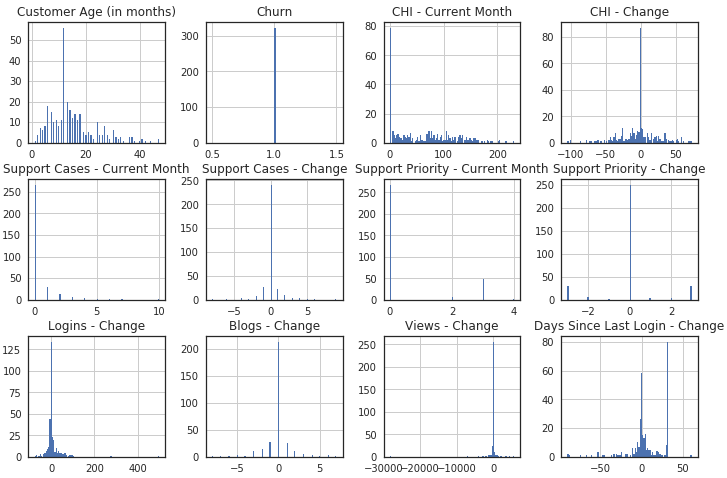 Customer Age (in months) Churn CHI - Current Month CHI - Change
50 40 30 20 10 0
0 20 40
300 200 100 0
0.5 1.0 1.5
80 60 40 20 0
0 100 200
80 60 40 20 0
−100 −50 0 50
Support Cases - Current Month Support Cases - Change Support Priority - Current Month Support Priority - Change
250 200 150 100 50 0
0 5 10
250 200 150 100 50 0
−5 0 5
250 200 150 100 50 0
0 2 4
250 200 150 100 50 0
−2 0 2
Logins - Change Blogs - Change Views - Change Days Since Last Login - Change
125 100 75 50 25 0
0 200 400
200 150 100 50 0
−5 0 5
250 200 150 100 50 0
−30000 −20000 −10000 0
80 60 40 20 0
−50 0 50